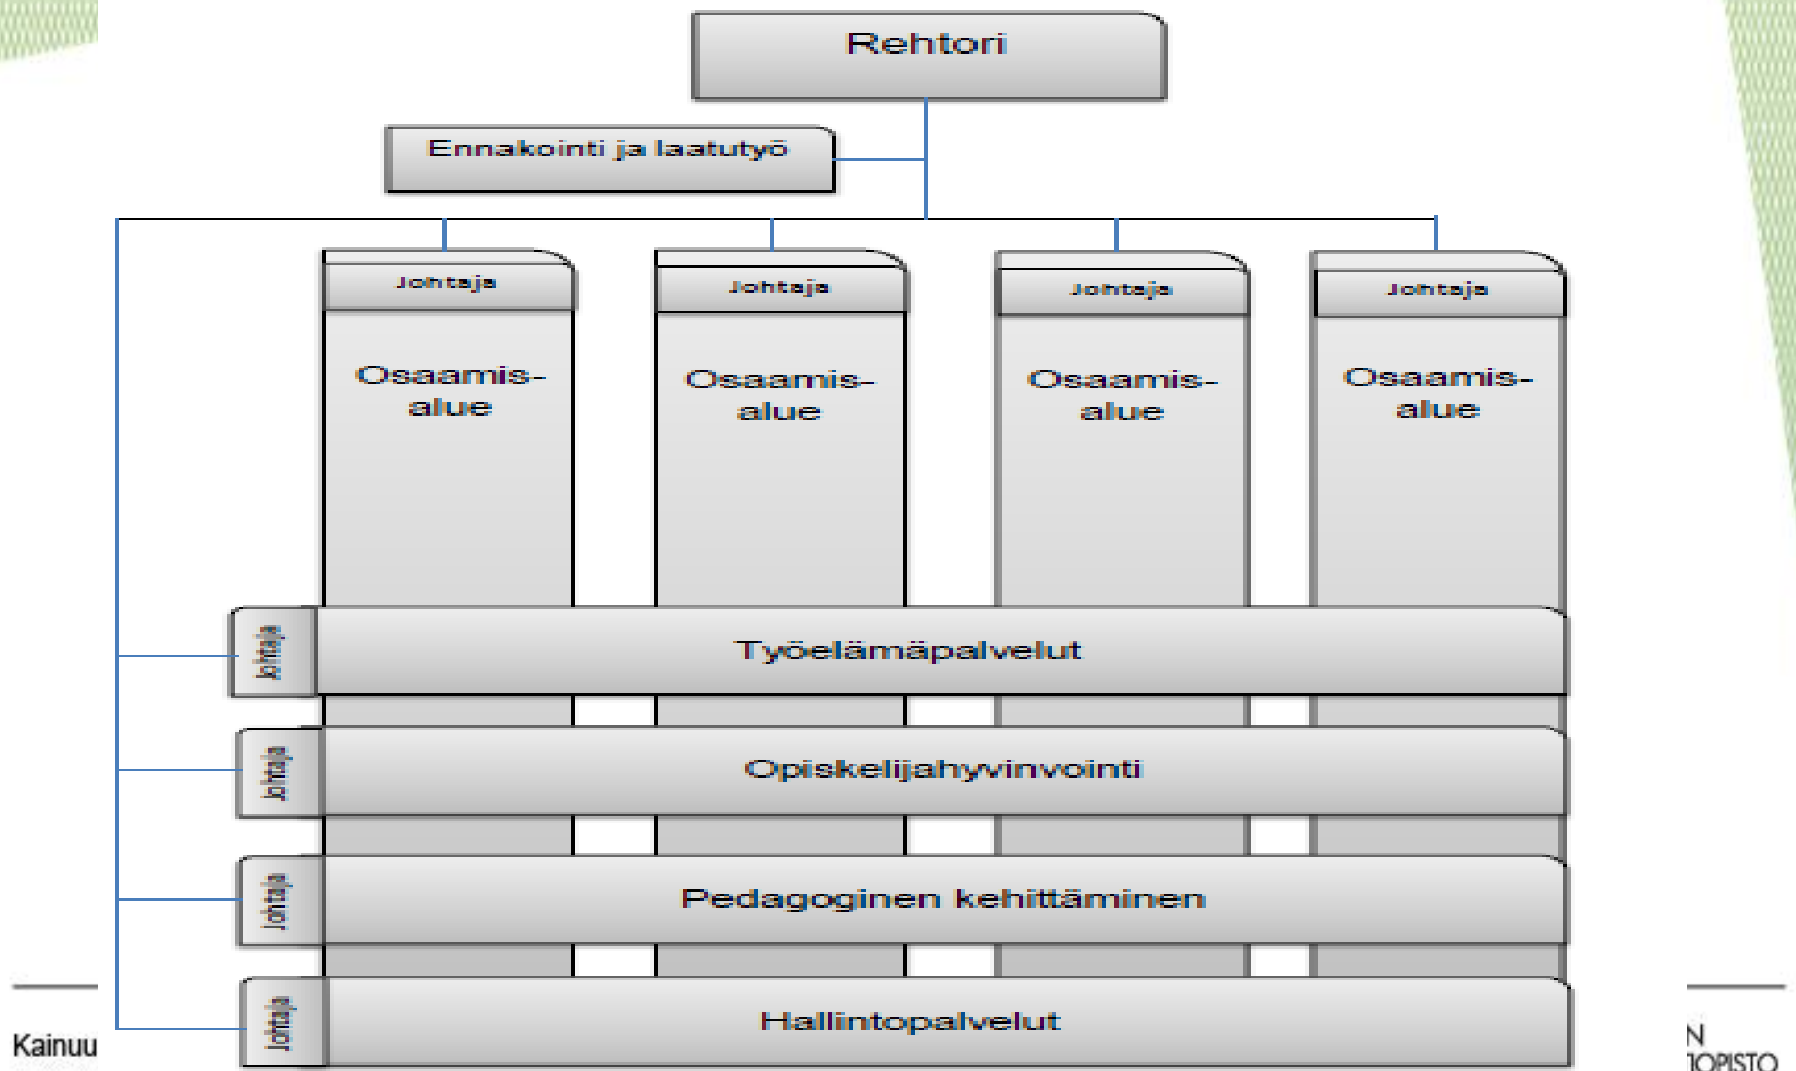 Rehtori
Ennakointi ja laatutyö
Johtaja
Johtaja
Johtaja
Johtaja
Osaamis-
alue
Osaamis-
alue
Osaamis-
alue
Osaamis-
alue
Johtaja
Työelämäpalvelut
Johtaja
Opiskelijahyvinvointi
Johtaja
Pedagoginen kehittäminen
Johtaja
Hallintopalvelut
Kainuu
N
IOPISTO